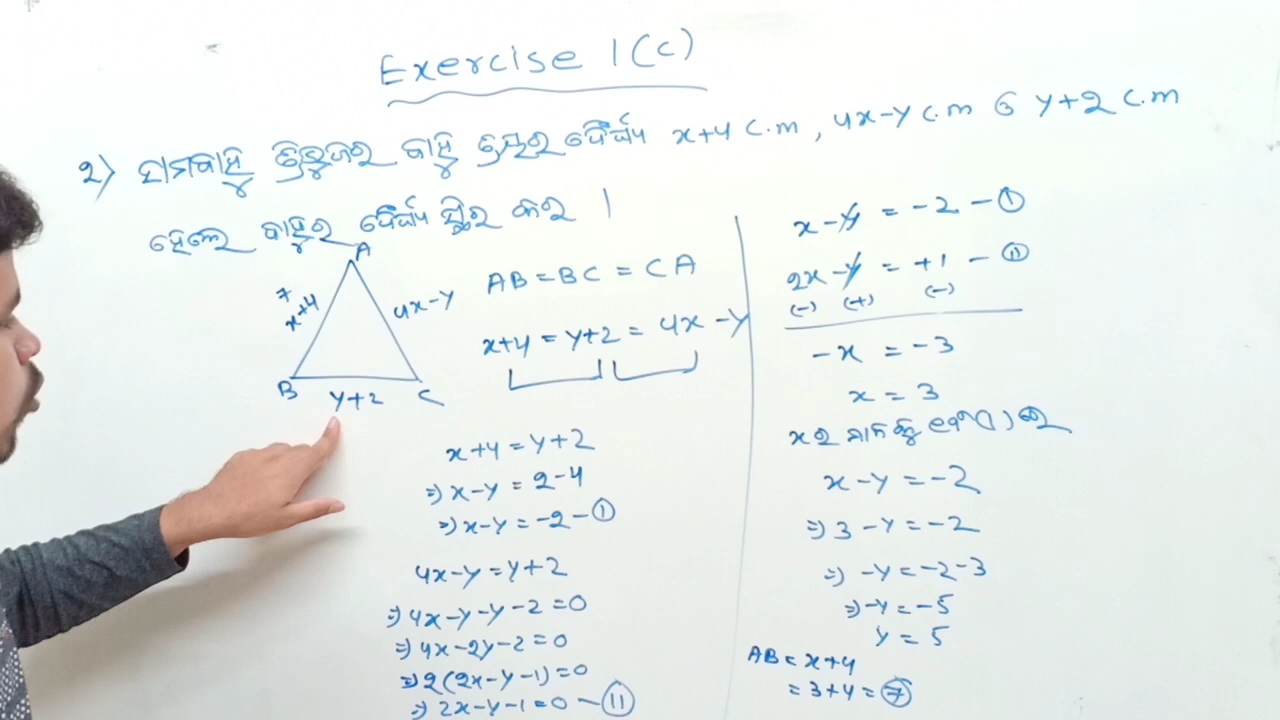 Exercise 1(c)
୨) ସମବାହୁ ତ୍ରିଭୁଜର ବାହୁ ତ୍ରୟର ଦୈର୍ଘ୍ୟ x+4 c.m , 4x-y c.m ଓ y+2 c.m
ହେଲେ ବାହୁର ଦୈର୍ଘ୍ୟ ସ୍ଥିର କର ।
A
7
x+4
4x-y
B
y+2
C
AB = BC = CA
x+4 = y+2 = 4x-y
x+4 = y+2
=> x-y = 2-4
=> x-y = -2 - ①
4x-y = y+2
=> 4x-y-y-2=0
=> 4x-2y-2=0
=> 2(2x-y-1)=0
=> 2x-y-1=0 - ⑪
x-y = -2 - ①
2x-y = +1 - ⑪
(-) (+) (-)
-x = -3
x = 3
x ର ମାନକୁ
x-y = -2
=> 3-y = -2
=> -y = -2-3
=> -y = -5
y = 5
AB = x+4
= 3+4 = ⑦